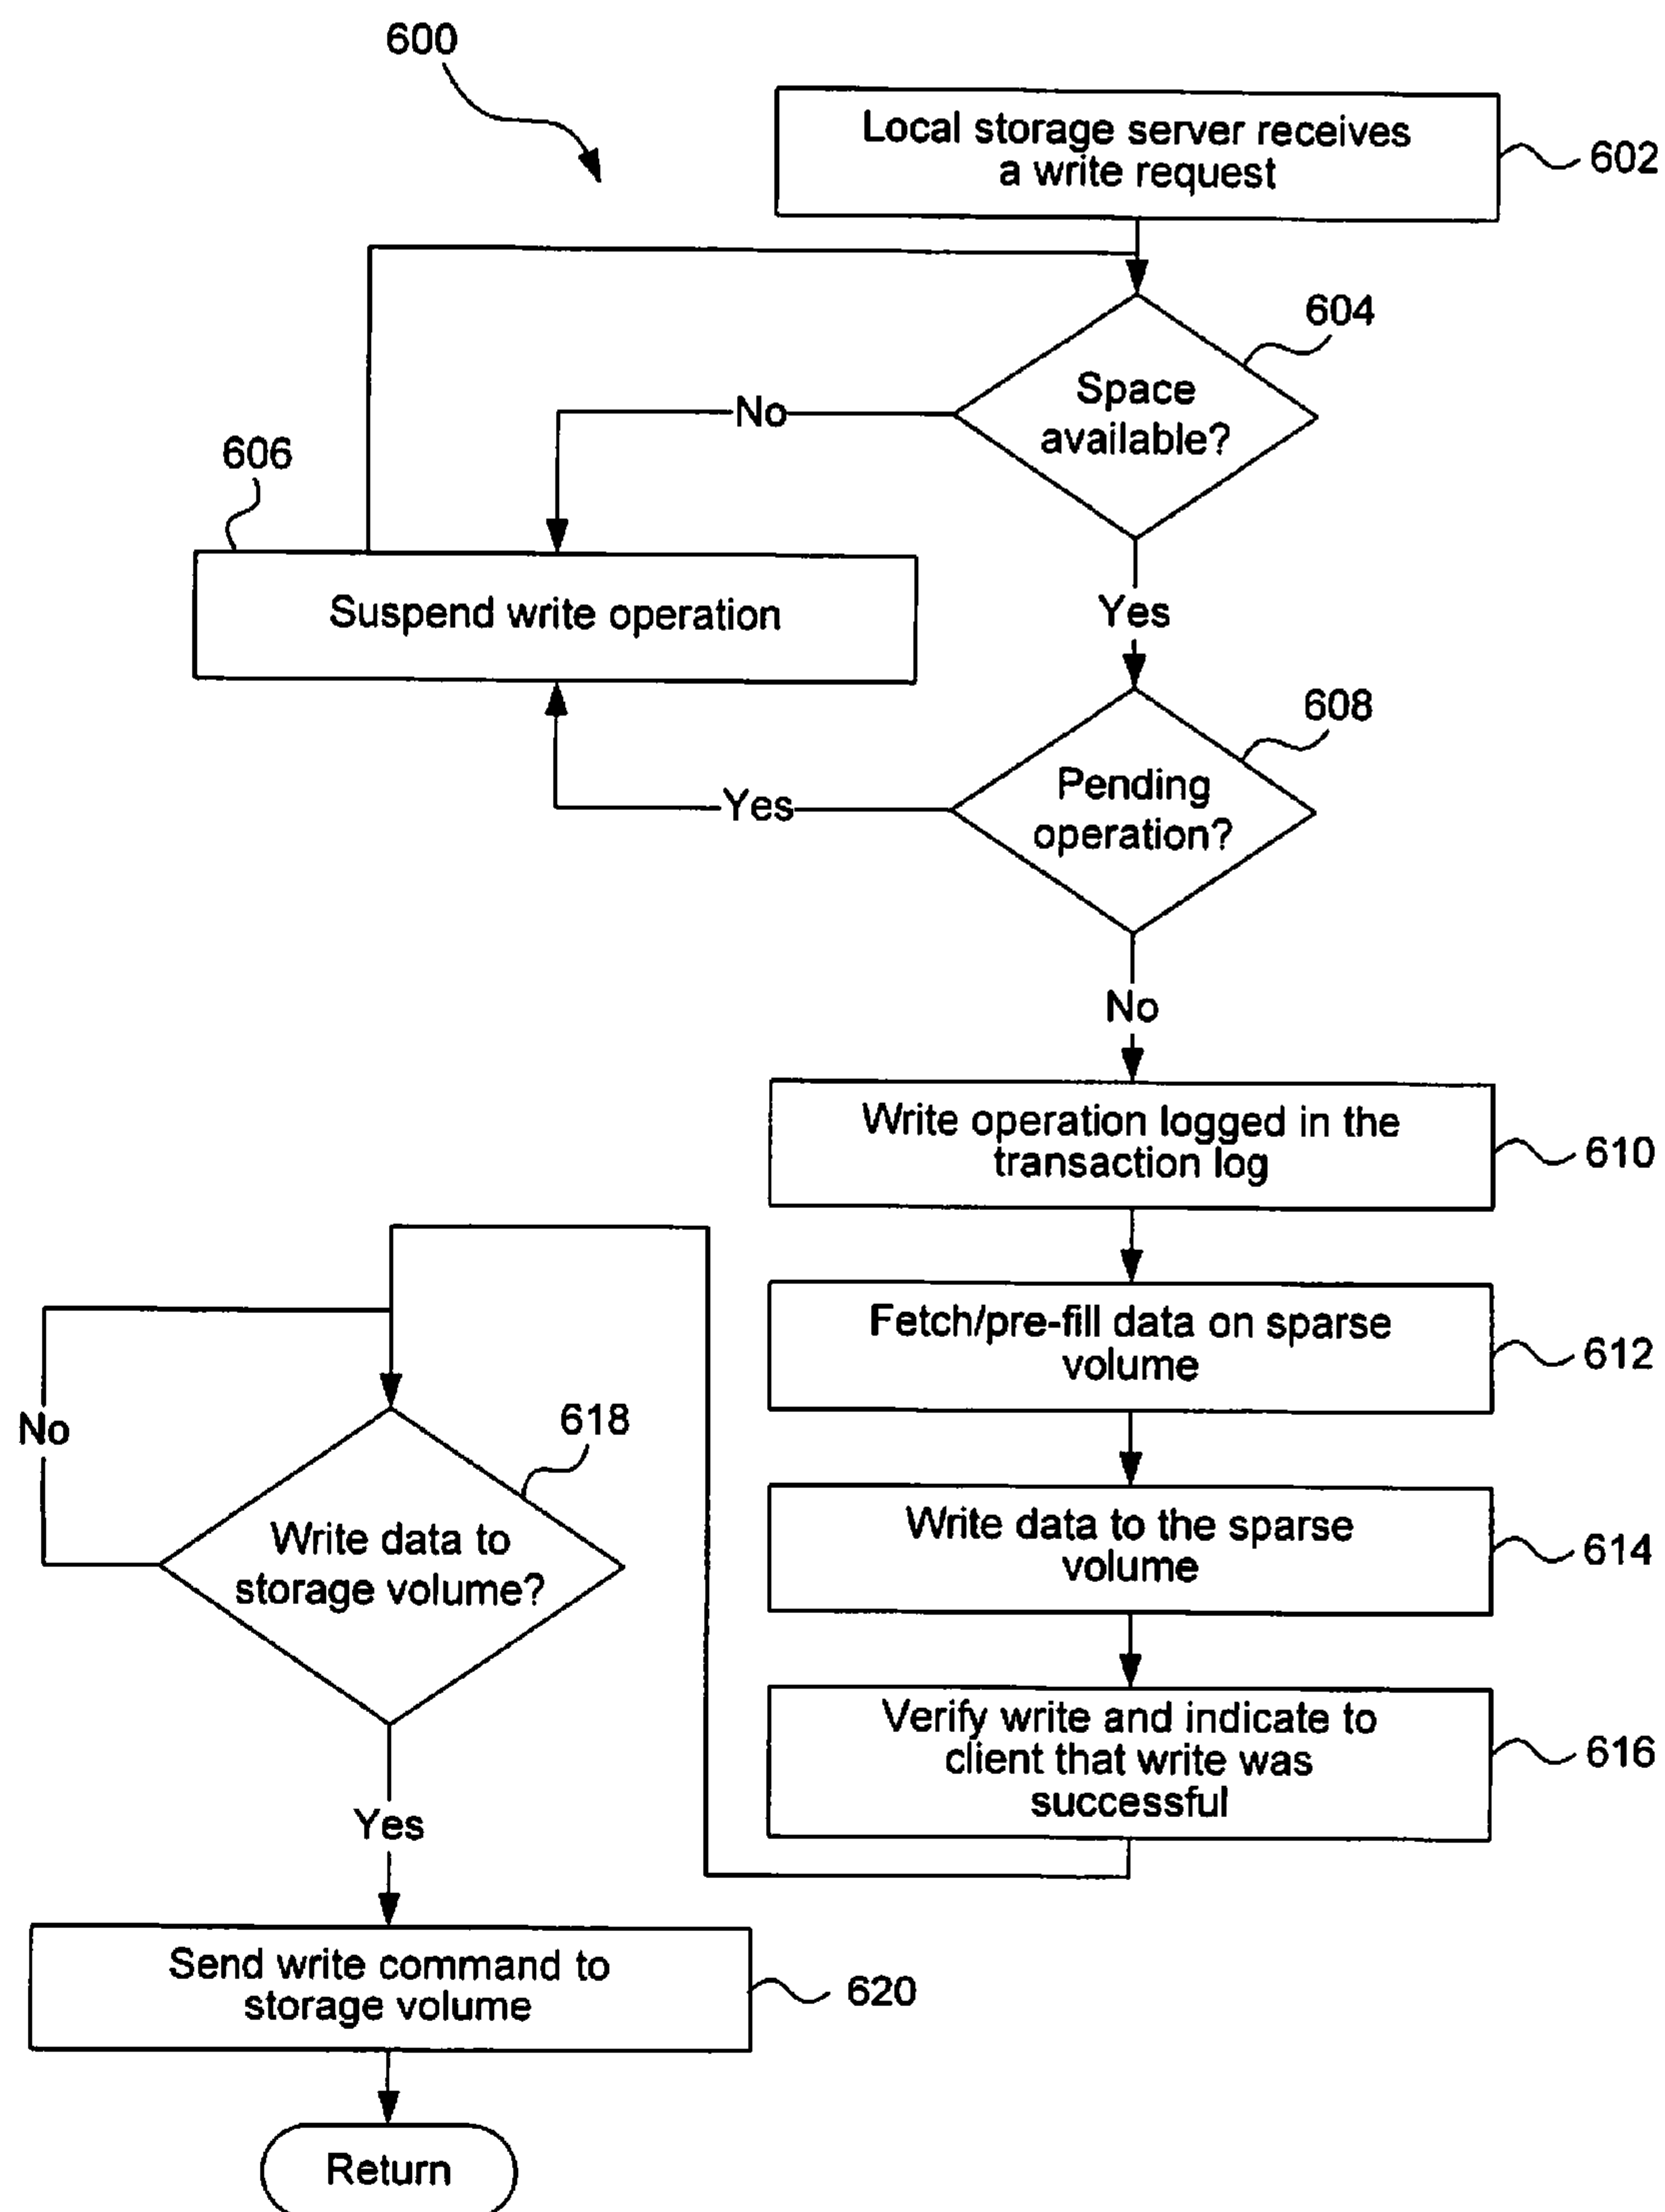 600
Local storage server receives
a write request
602
604
Space
available?
No
606
Suspend write operation
Yes
608
Pending
operation?
Yes
No
Write operation logged in the
transaction log
610
Fetch/pre-fill data on sparse
volume
612
Write data to the sparse
volume
614
Verify write and indicate to
client that write was
successful
616
No
618
Write data to
storage volume?
Yes
Send write command to
storage volume
620
Return